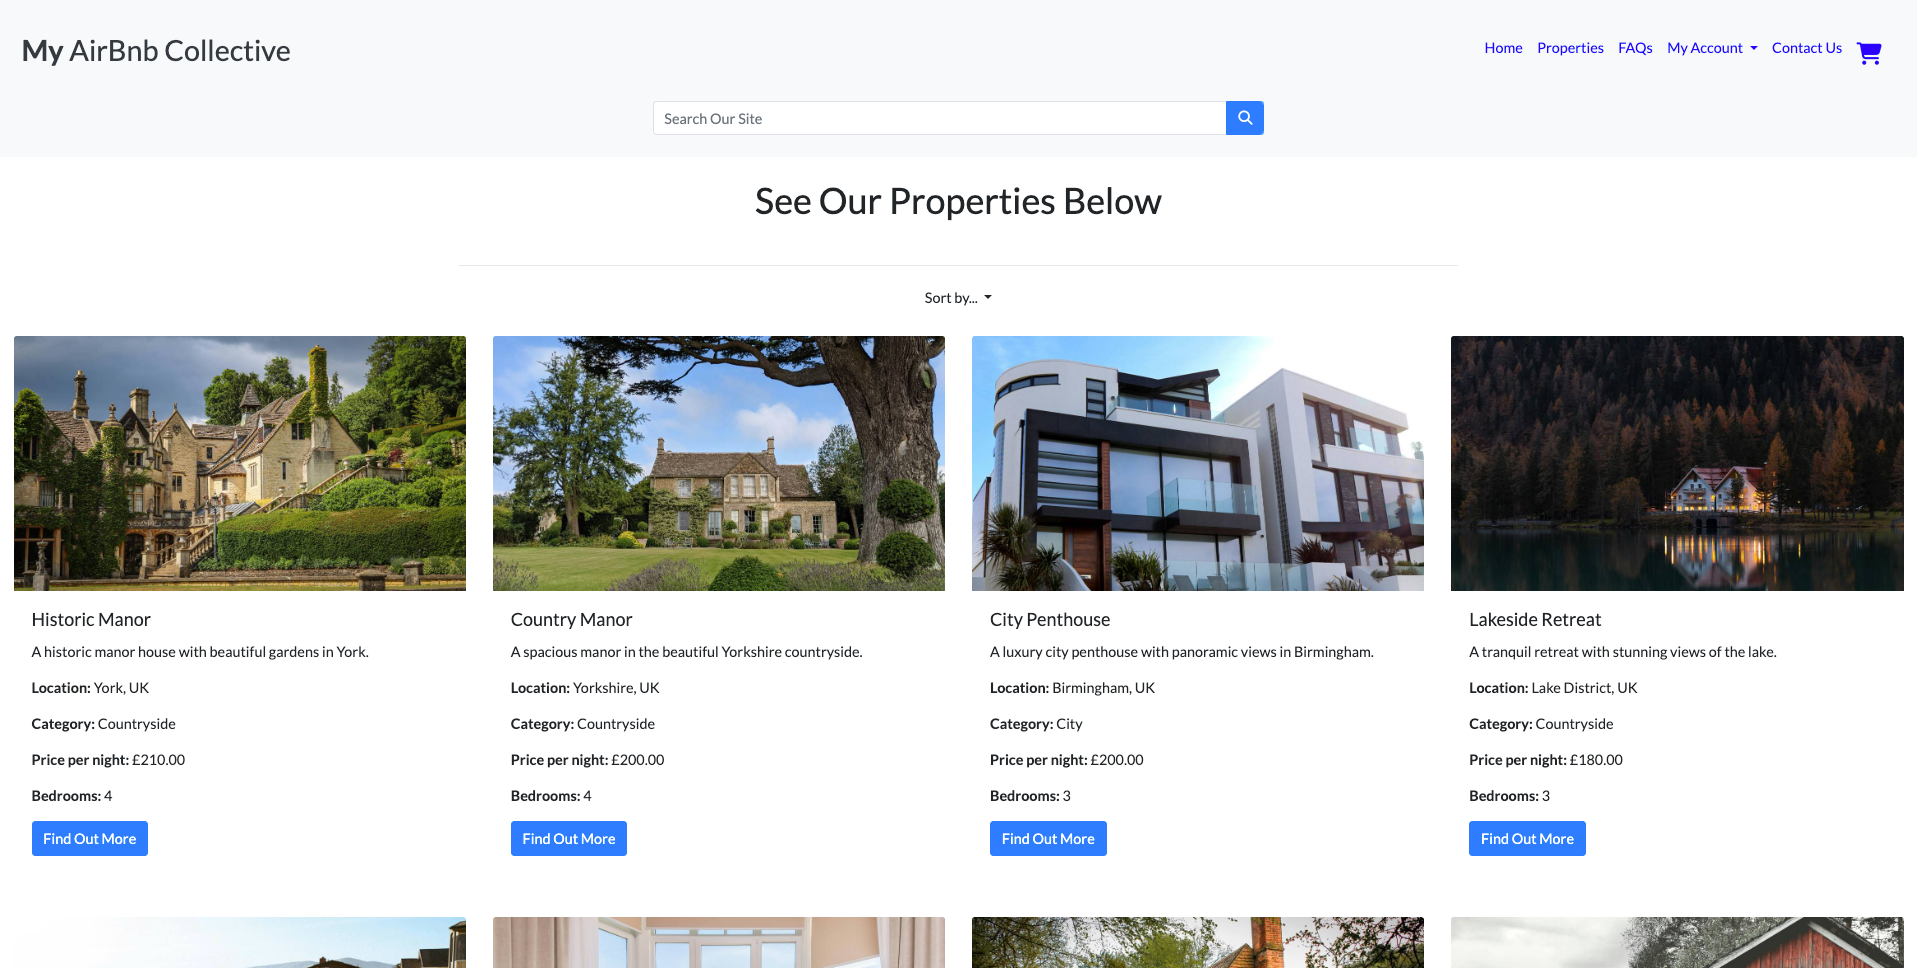 My AirBnb Collective
Home Properties FAQs My Account Contact Us
Search Our Site
See Our Properties Below
Sort by...
Historic Manor
A historic manor house with beautiful gardens in York.
Location: York, UK
Category: Countryside
Price per night: £210.00
Bedrooms: 4
Find Out More
Country Manor
A spacious manor in the beautiful Yorkshire countryside.
Location: Yorkshire, UK
Category: Countryside
Price per night: £200.00
Bedrooms: 4
Find Out More
City Penthouse
A luxury city penthouse with panoramic views in Birmingham.
Location: Birmingham, UK
Category: City
Price per night: £200.00
Bedrooms: 3
Find Out More
Lakeside Retreat
A tranquil retreat with stunning views of the lake.
Location: Lake District, UK
Category: Countryside
Price per night: £180.00
Bedrooms: 3
Find Out More